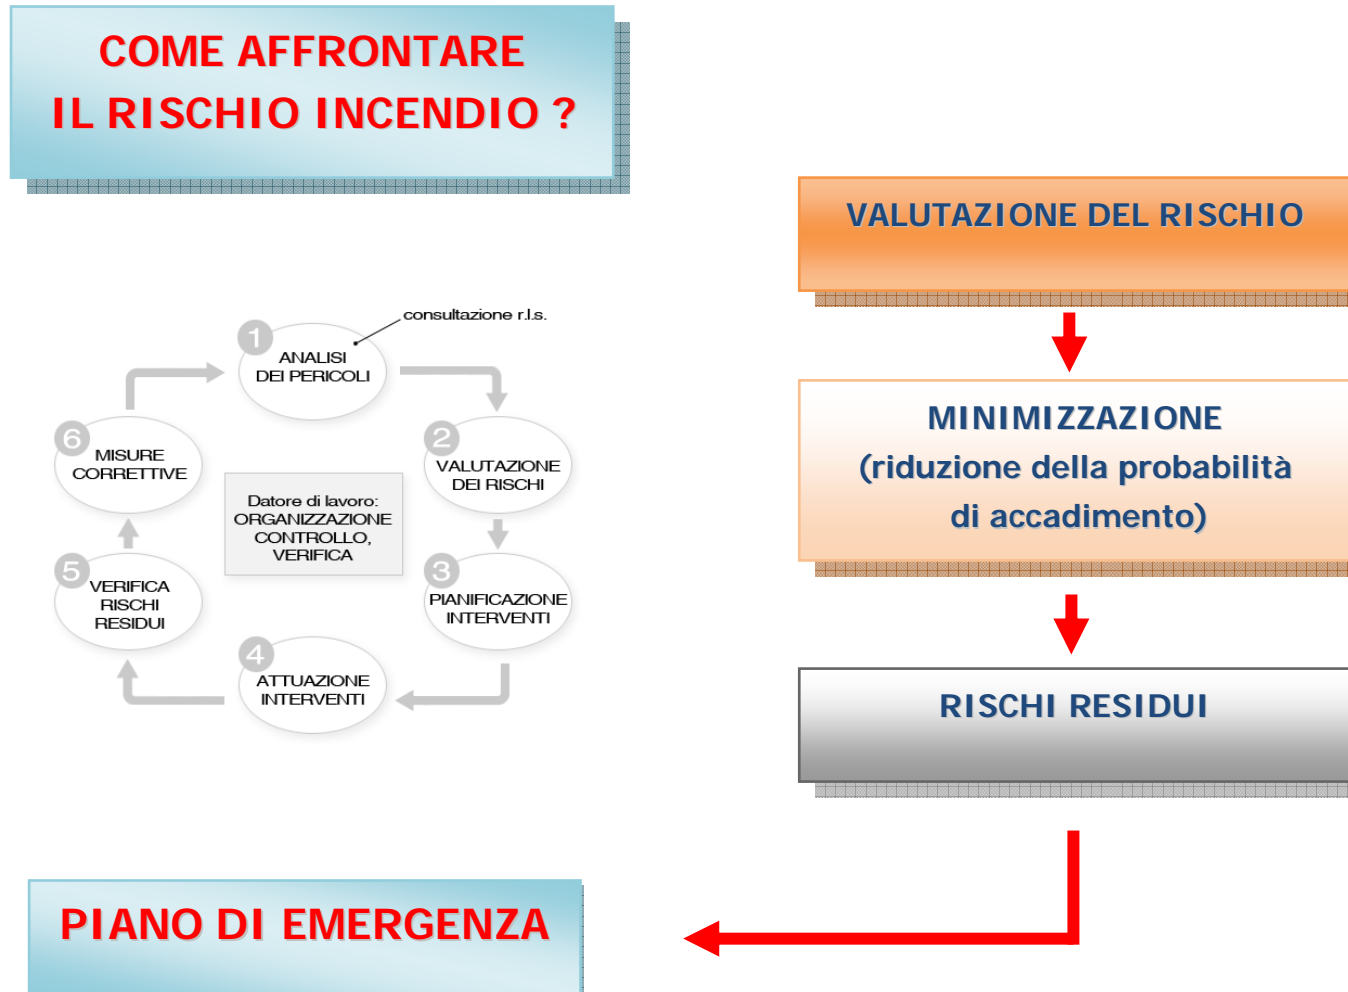 COME AFFRONTARE
IL RISCHIO INCENDIO ?
VALUTAZIONE DEL RISCHIO
MINIMIZZAZIONE
(riduzione della probabilità
di accadimento)
RISCHI RESIDUI
consultazione r.l.s.
1
ANALISI
DEI PERICOLI
2
VALUTAZIONE
DEI RISCHI
3
PIANIFICAZIONE
INTERVENTI
4
ATTUAZIONE
INTERVENTI
5
VERIFICA
RISCHI
RESIDUI
6
MISURE
CORRETTIVE
Datore di lavoro:
ORGANIZZAZIONE
CONTROLLO,
VERIFICA
PIANO DI EMERGENZA